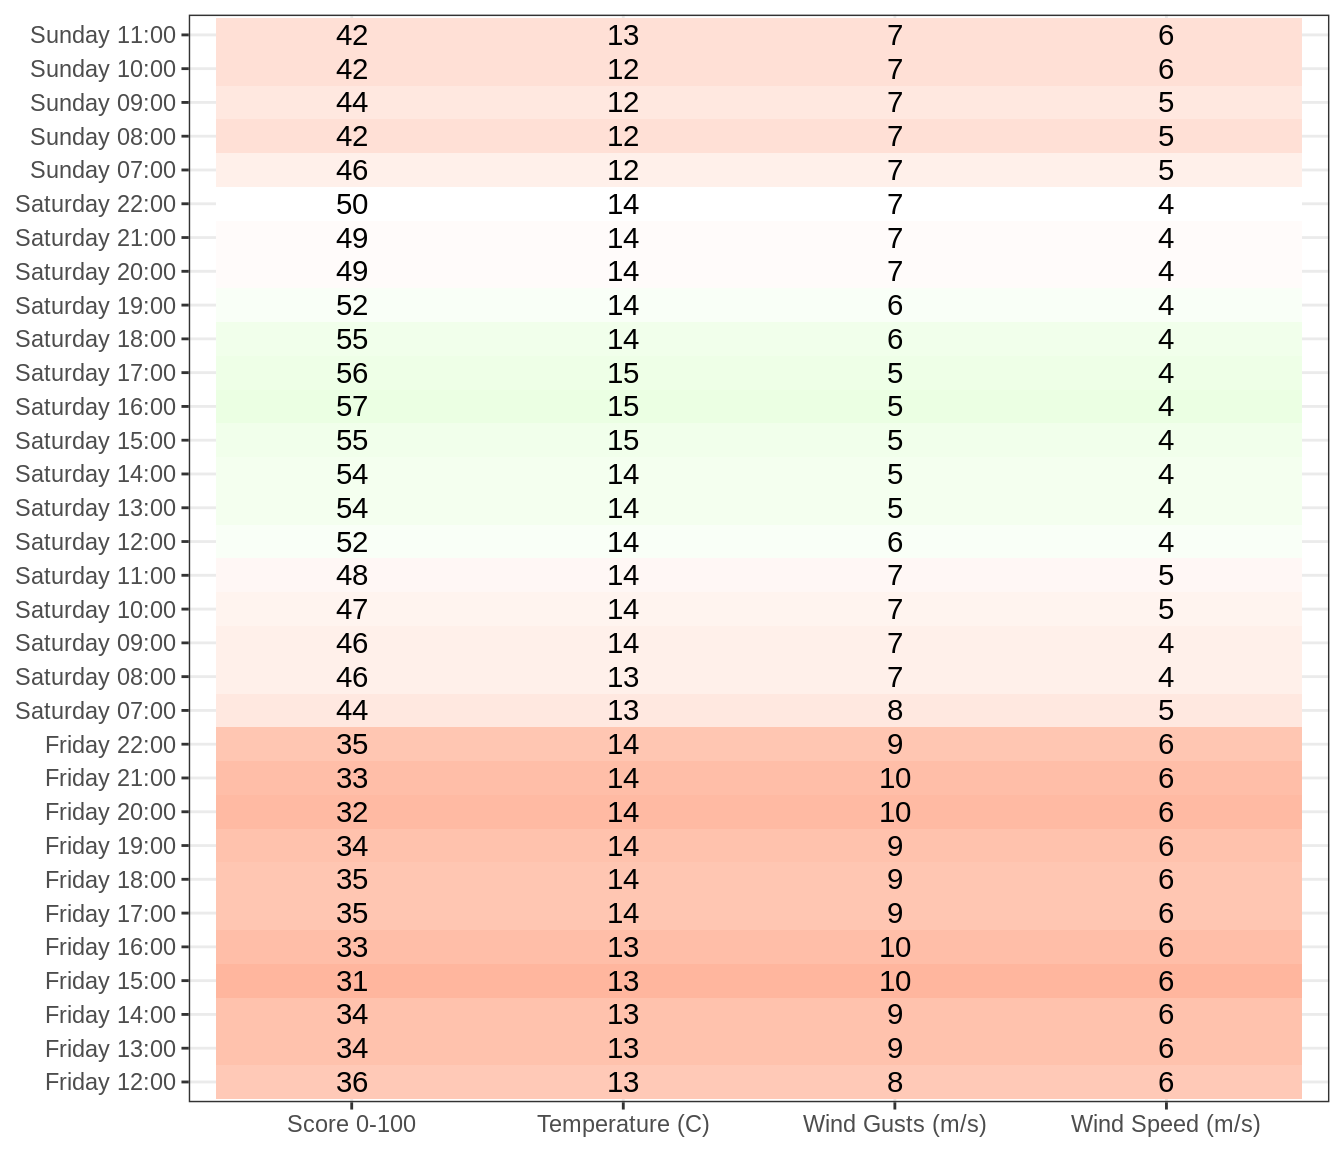 Sunday 11:00 42 13 7 6
Sunday 10:00 42 12 7 6
Sunday 09:00 44 12 7 5
Sunday 08:00 42 12 7 5
Sunday 07:00 46 12 7 5
Saturday 22:00 50 14 7 4
Saturday 21:00 49 14 7 4
Saturday 20:00 49 14 7 4
Saturday 19:00 52 14 6 4
Saturday 18:00 55 14 6 4
Saturday 17:00 56 15 5 4
Saturday 16:00 57 15 5 4
Saturday 15:00 55 15 5 4
Saturday 14:00 54 14 5 4
Saturday 13:00 54 14 5 4
Saturday 12:00 52 14 6 4
Saturday 11:00 48 14 7 5
Saturday 10:00 47 14 7 5
Saturday 09:00 46 14 7 4
Saturday 08:00 46 13 7 4
Saturday 07:00 44 13 8 5
Friday 22:00 35 14 9 6
Friday 21:00 33 14 10 6
Friday 20:00 32 14 10 6
Friday 19:00 34 14 9 6
Friday 18:00 35 14 9 6
Friday 17:00 35 14 9 6
Friday 16:00 33 13 10 6
Friday 15:00 31 13 10 6
Friday 14:00 34 13 9 6
Friday 13:00 34 13 9 6
Friday 12:00 36 13 8 6
Score 0-100 Temperature (C) Wind Gusts (m/s) Wind Speed (m/s)